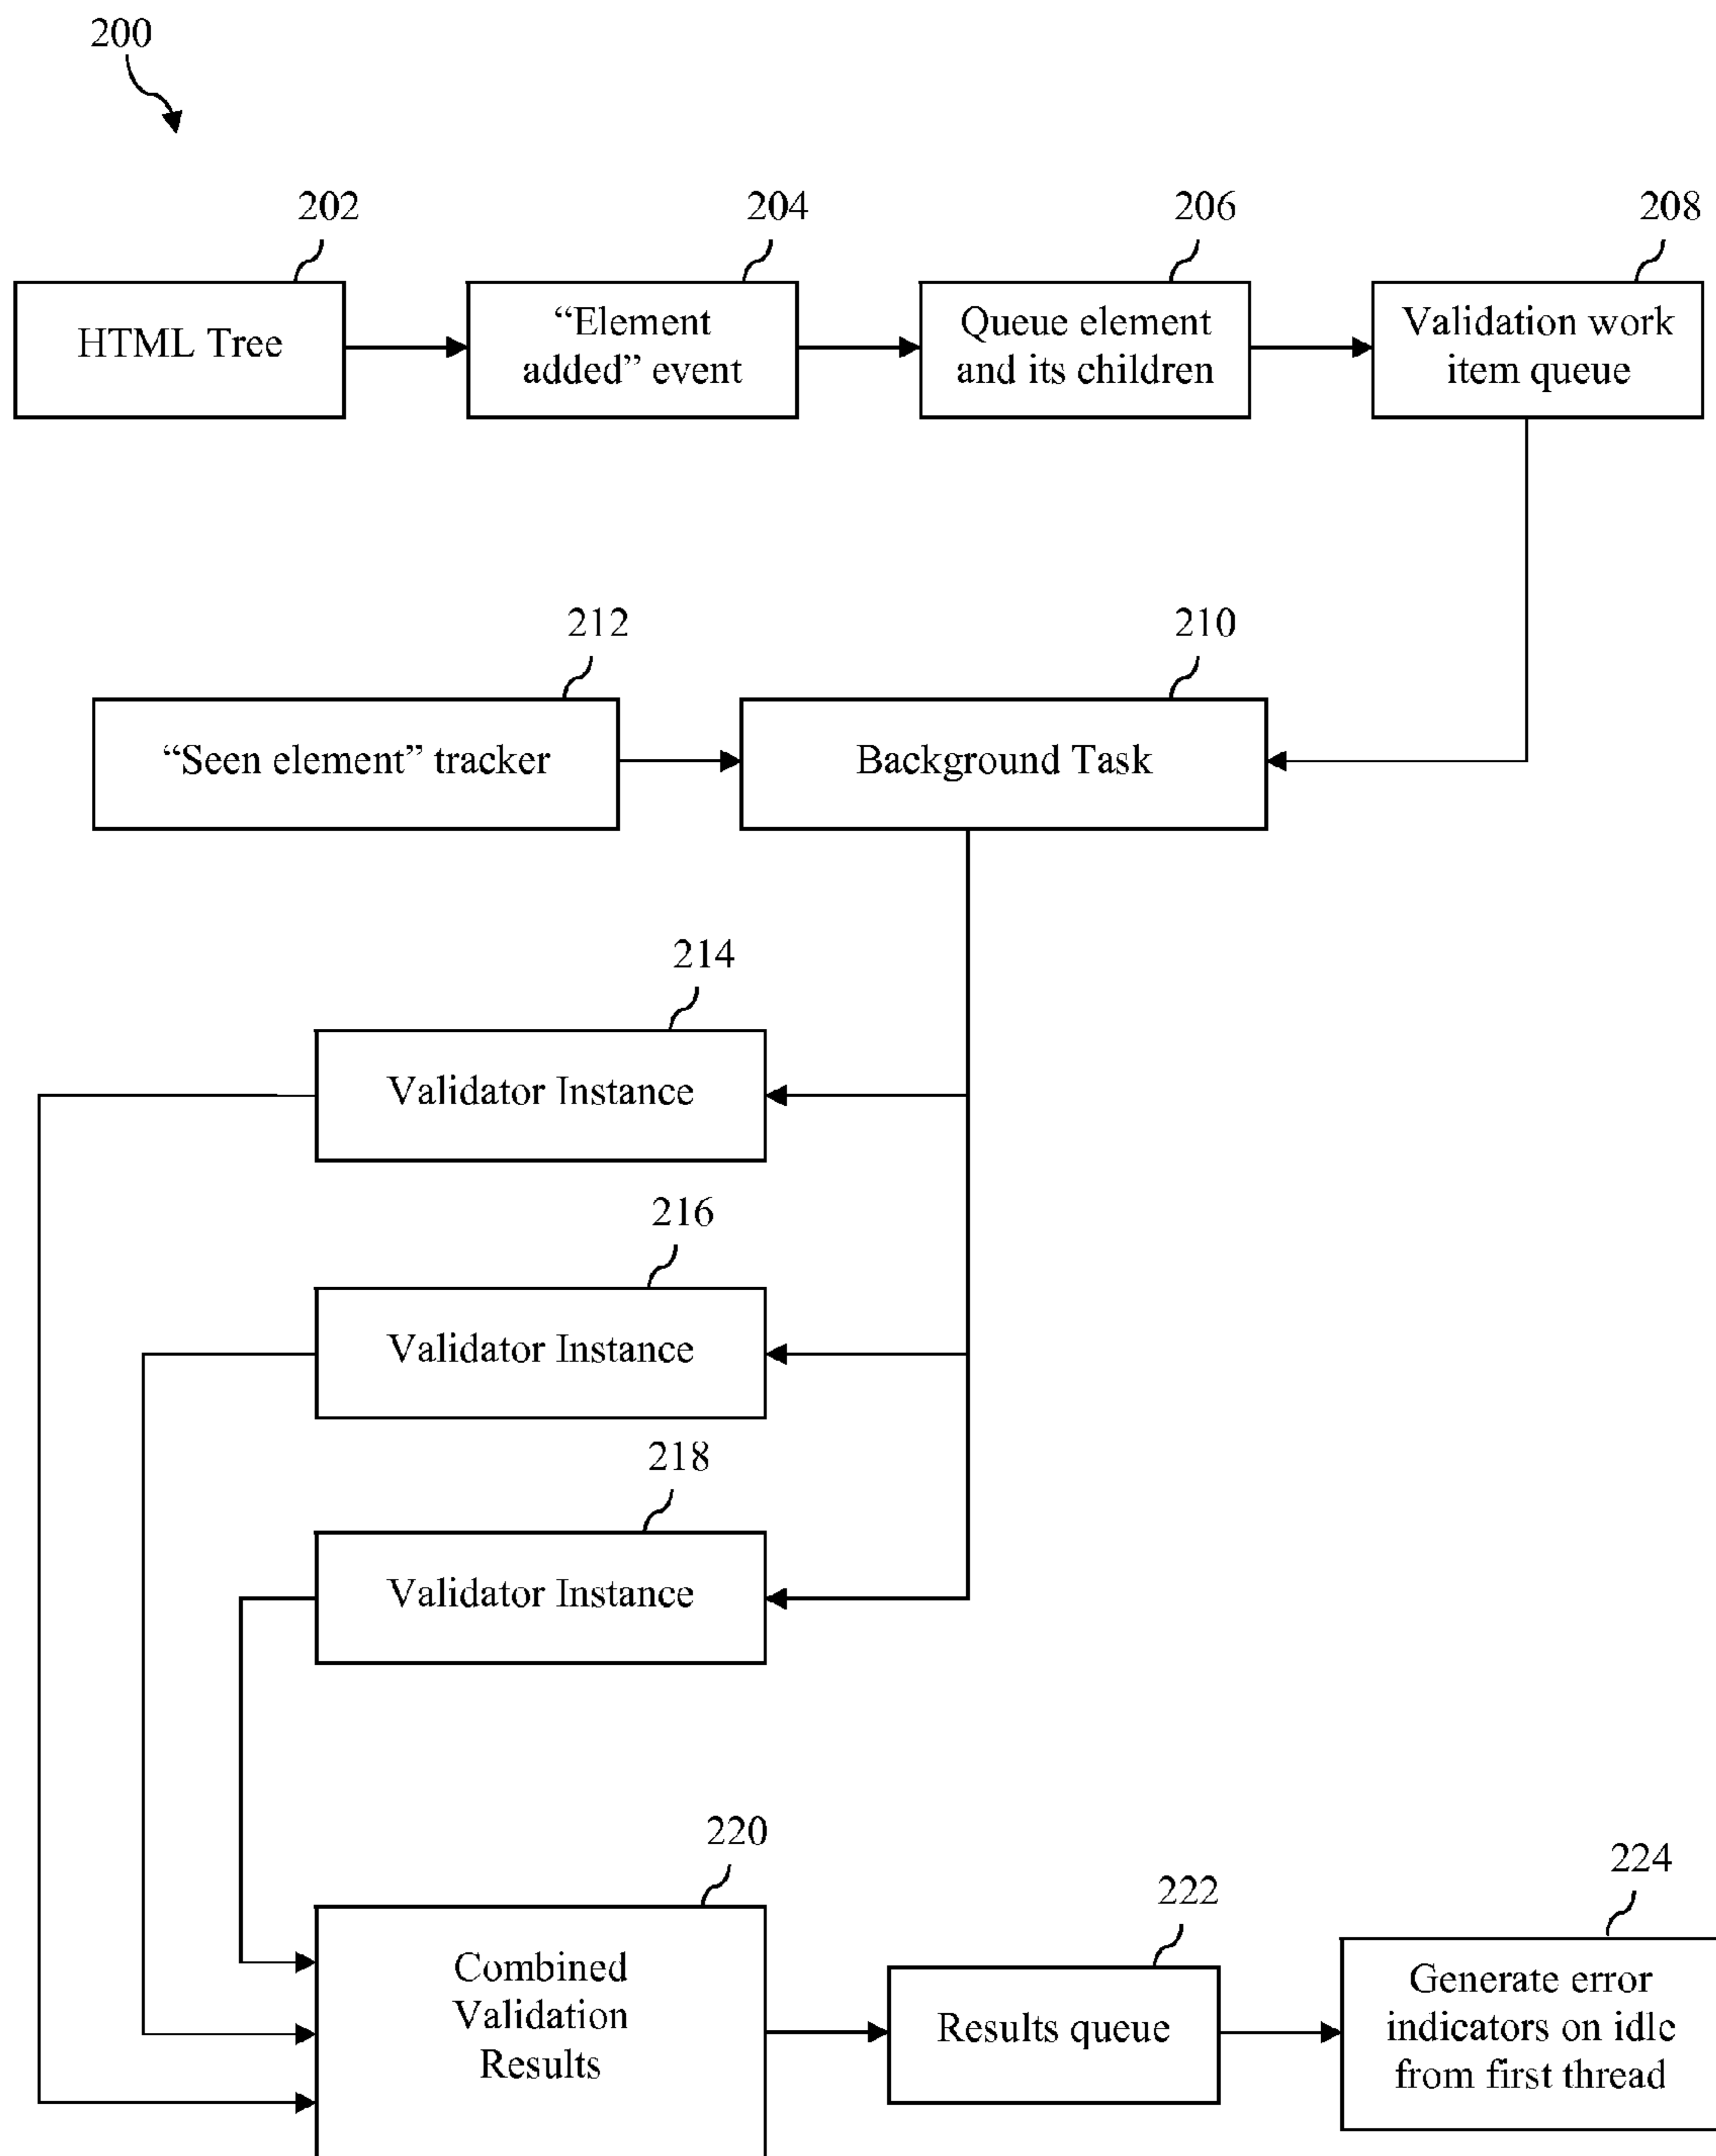 200
202
204
206
208
HTML Tree
“Element
added” event
Queue element
and its children
Validation work
item queue
212
210
“Seen element” tracker
Background Task
214
Validator Instance
216
Validator Instance
218
Validator Instance
220
222
224
Combined
Validation
Results
Results queue
Generate error
indicators on idle
from first thread